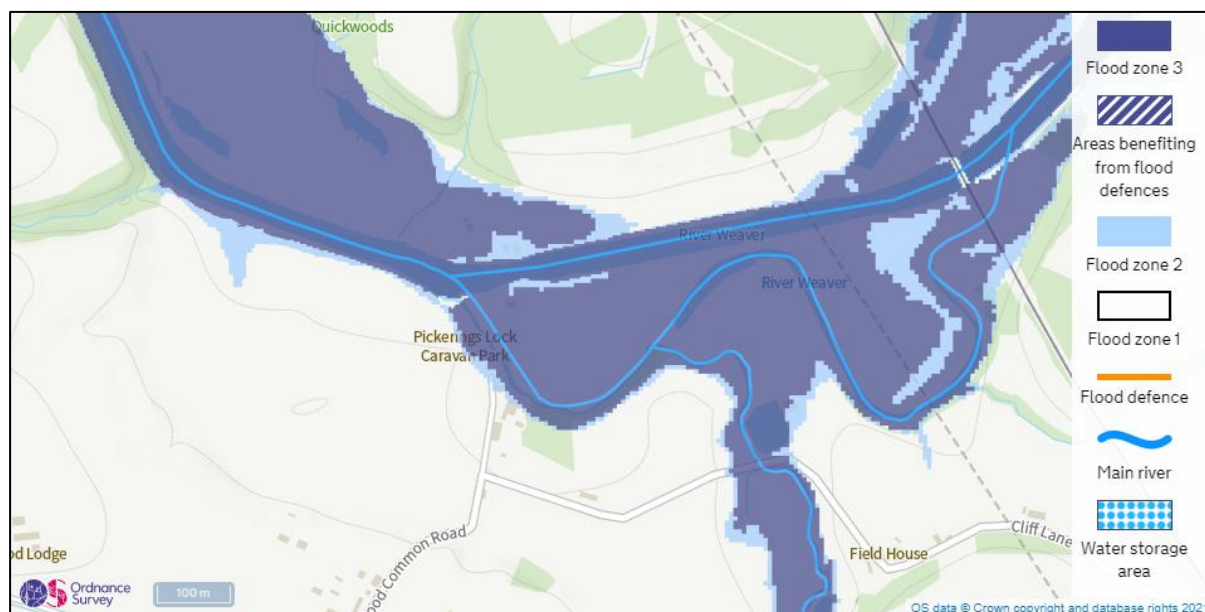 Quickwoods
River Weaver
River Weaver
Pickerings Lock
Caravan Park
od Lodge
ood Common Road
Field House
Cliff Lane
Ordnance
Survey
100 m
OS data © Crown copyright and database rights 202
Flood zone 3
Areas benefiting
from flood
defences
Flood zone 2
Flood zone 1
Flood defence
Main river
Water storage
area